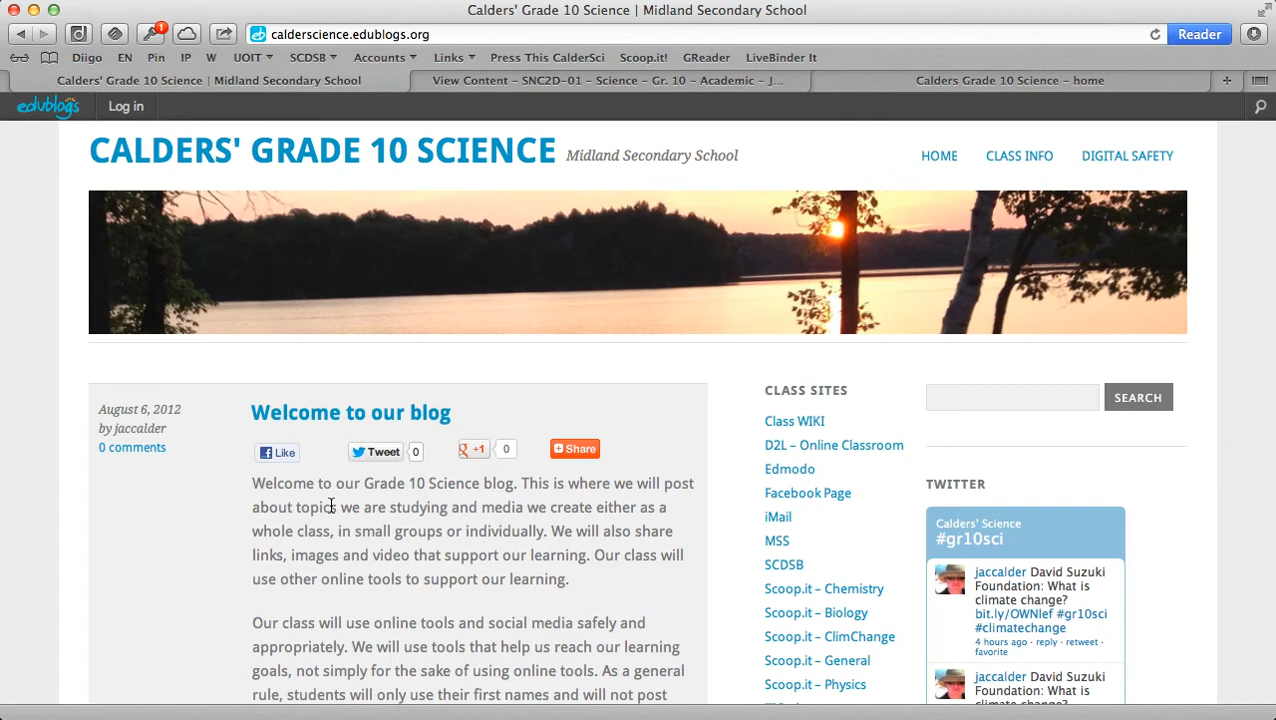 Calders' Grade 10 Science | Midland Secondary School
1
calderscience.edublogs.org
Reader
Diigo EN Pin IP W UOIT SCDSB Accounts Links Press This CalderSci Scoop.it! GReader LiveBinder It
Calders' Grade 10 Science | Midland Secondary School
View Content – SNC2D-01 – Science – Gr. 10 – Academic – J...
Calders Grade 10 Science – home
edublogs Log in
CALDERS' GRADE 10 SCIENCE Midland Secondary School
HOME CLASS INFO DIGITAL SAFETY
August 6, 2012
by jaccalder
0 comments
Welcome to our blog
Like Tweet 0 +1 0 Share
Welcome to our Grade 10 Science blog. This is where we will post
about topics we are studying and media we create either as a
whole class, in small groups or individually. We will also share
links, images and video that support our learning. Our class will
use other online tools to support our learning.
Our class will use online tools and social media safely and
appropriately. We will use tools that help us reach our learning
goals, not simply for the sake of using online tools. As a general
rule, students will only use their first names and will not post
CLASS SITES
Class WIKI
D2L – Online Classroom
Edmodo
Facebook Page
iMail
MSS
SCDSB
Scoop.it – Chemistry
Scoop.it – Biology
Scoop.it – ClimChange
Scoop.it – General
Scoop.it – Physics
SEARCH
TWITTER
Calders' Science
#gr10sci
jaccalder David Suzuki
Foundation: What is
climate change?
bit.ly/OWNIef #gr10sci
#climatechange
4 hours ago · reply · retweet ·
favorite
jaccalder David Suzuki
Foundation: What is